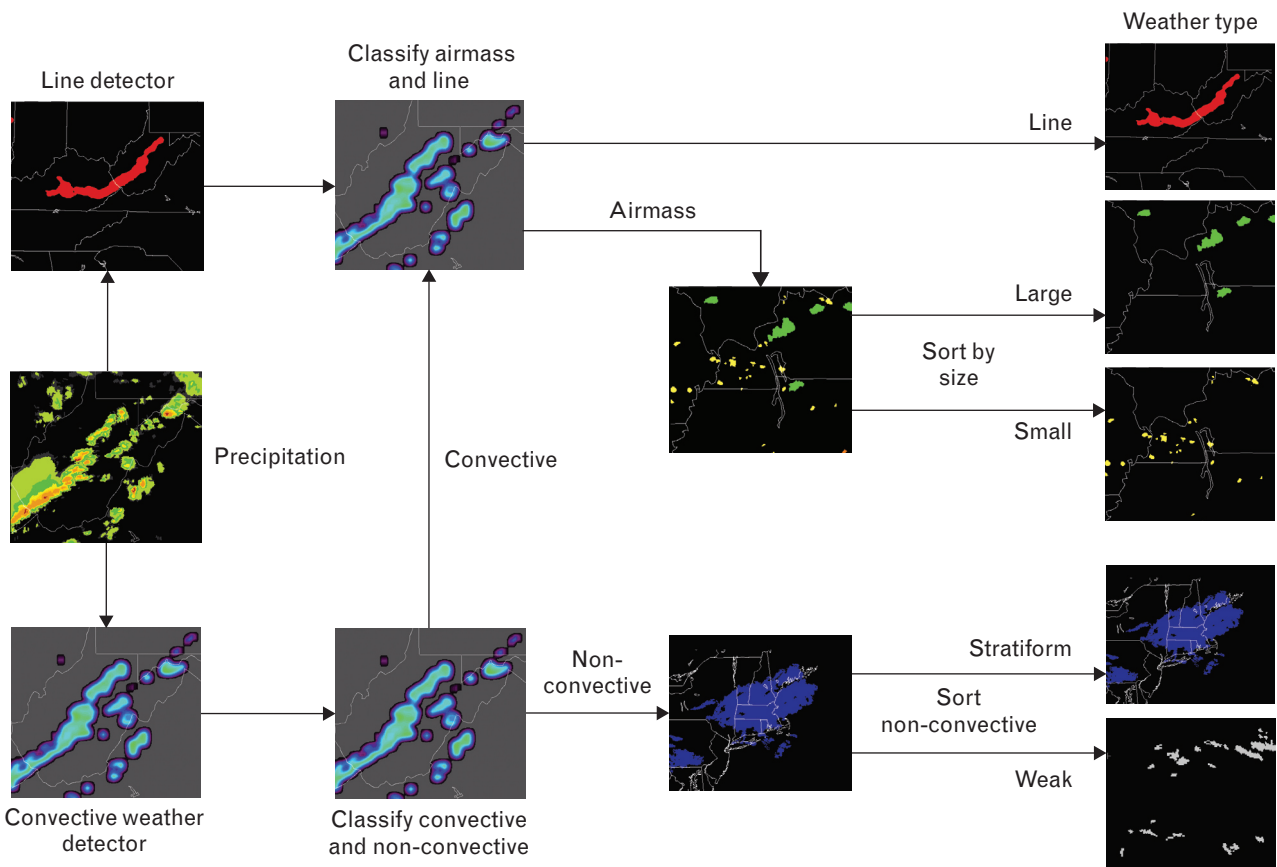 Weather type
Classify airmass
and line
Line detector
Line
Airmass
Large
Sort by
size
Small
Precipitation
Convective
Non-
convective
Stratiform
Sort
non-convective
Weak
Convective weather
detector
Classify convective
and non-convective